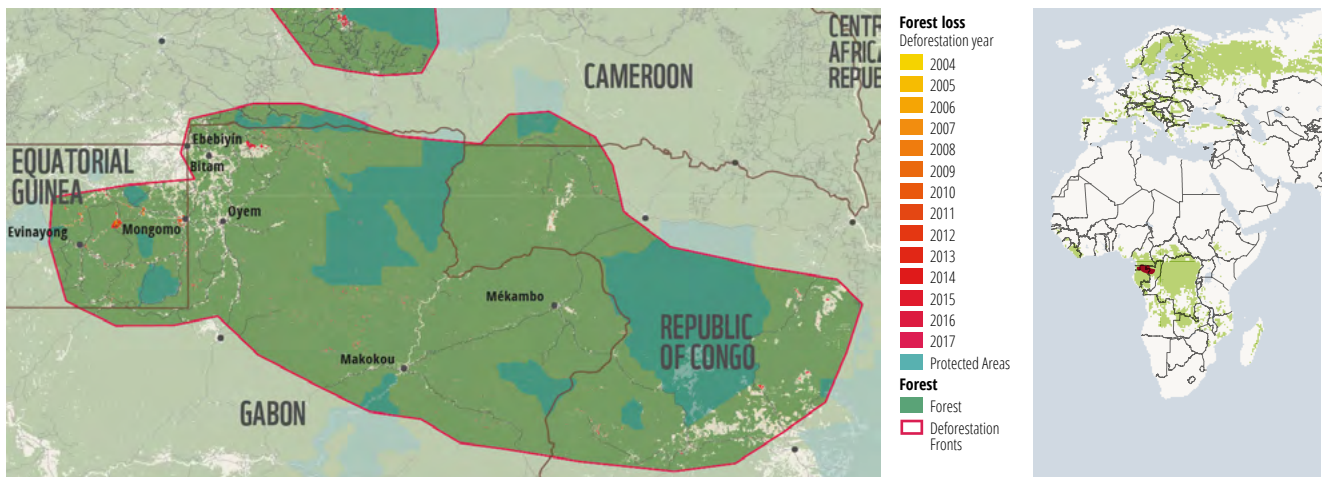 CENTR
AFRICA
REPUB
CAMEROON
EQUATORIAL
GUINEA
Ebebiyin
Bitam
Oyem
Mongomo
Evinayong
Mékambo
Makokou
REPUBLIC
OF CONGO
GABON
Forest loss
Deforestation year
2004
2005
2006
2007
2008
2009
2010
2011
2012
2013
2014
2015
2016
2017
Protected Areas
Forest
Forest
Deforestation
Fronts